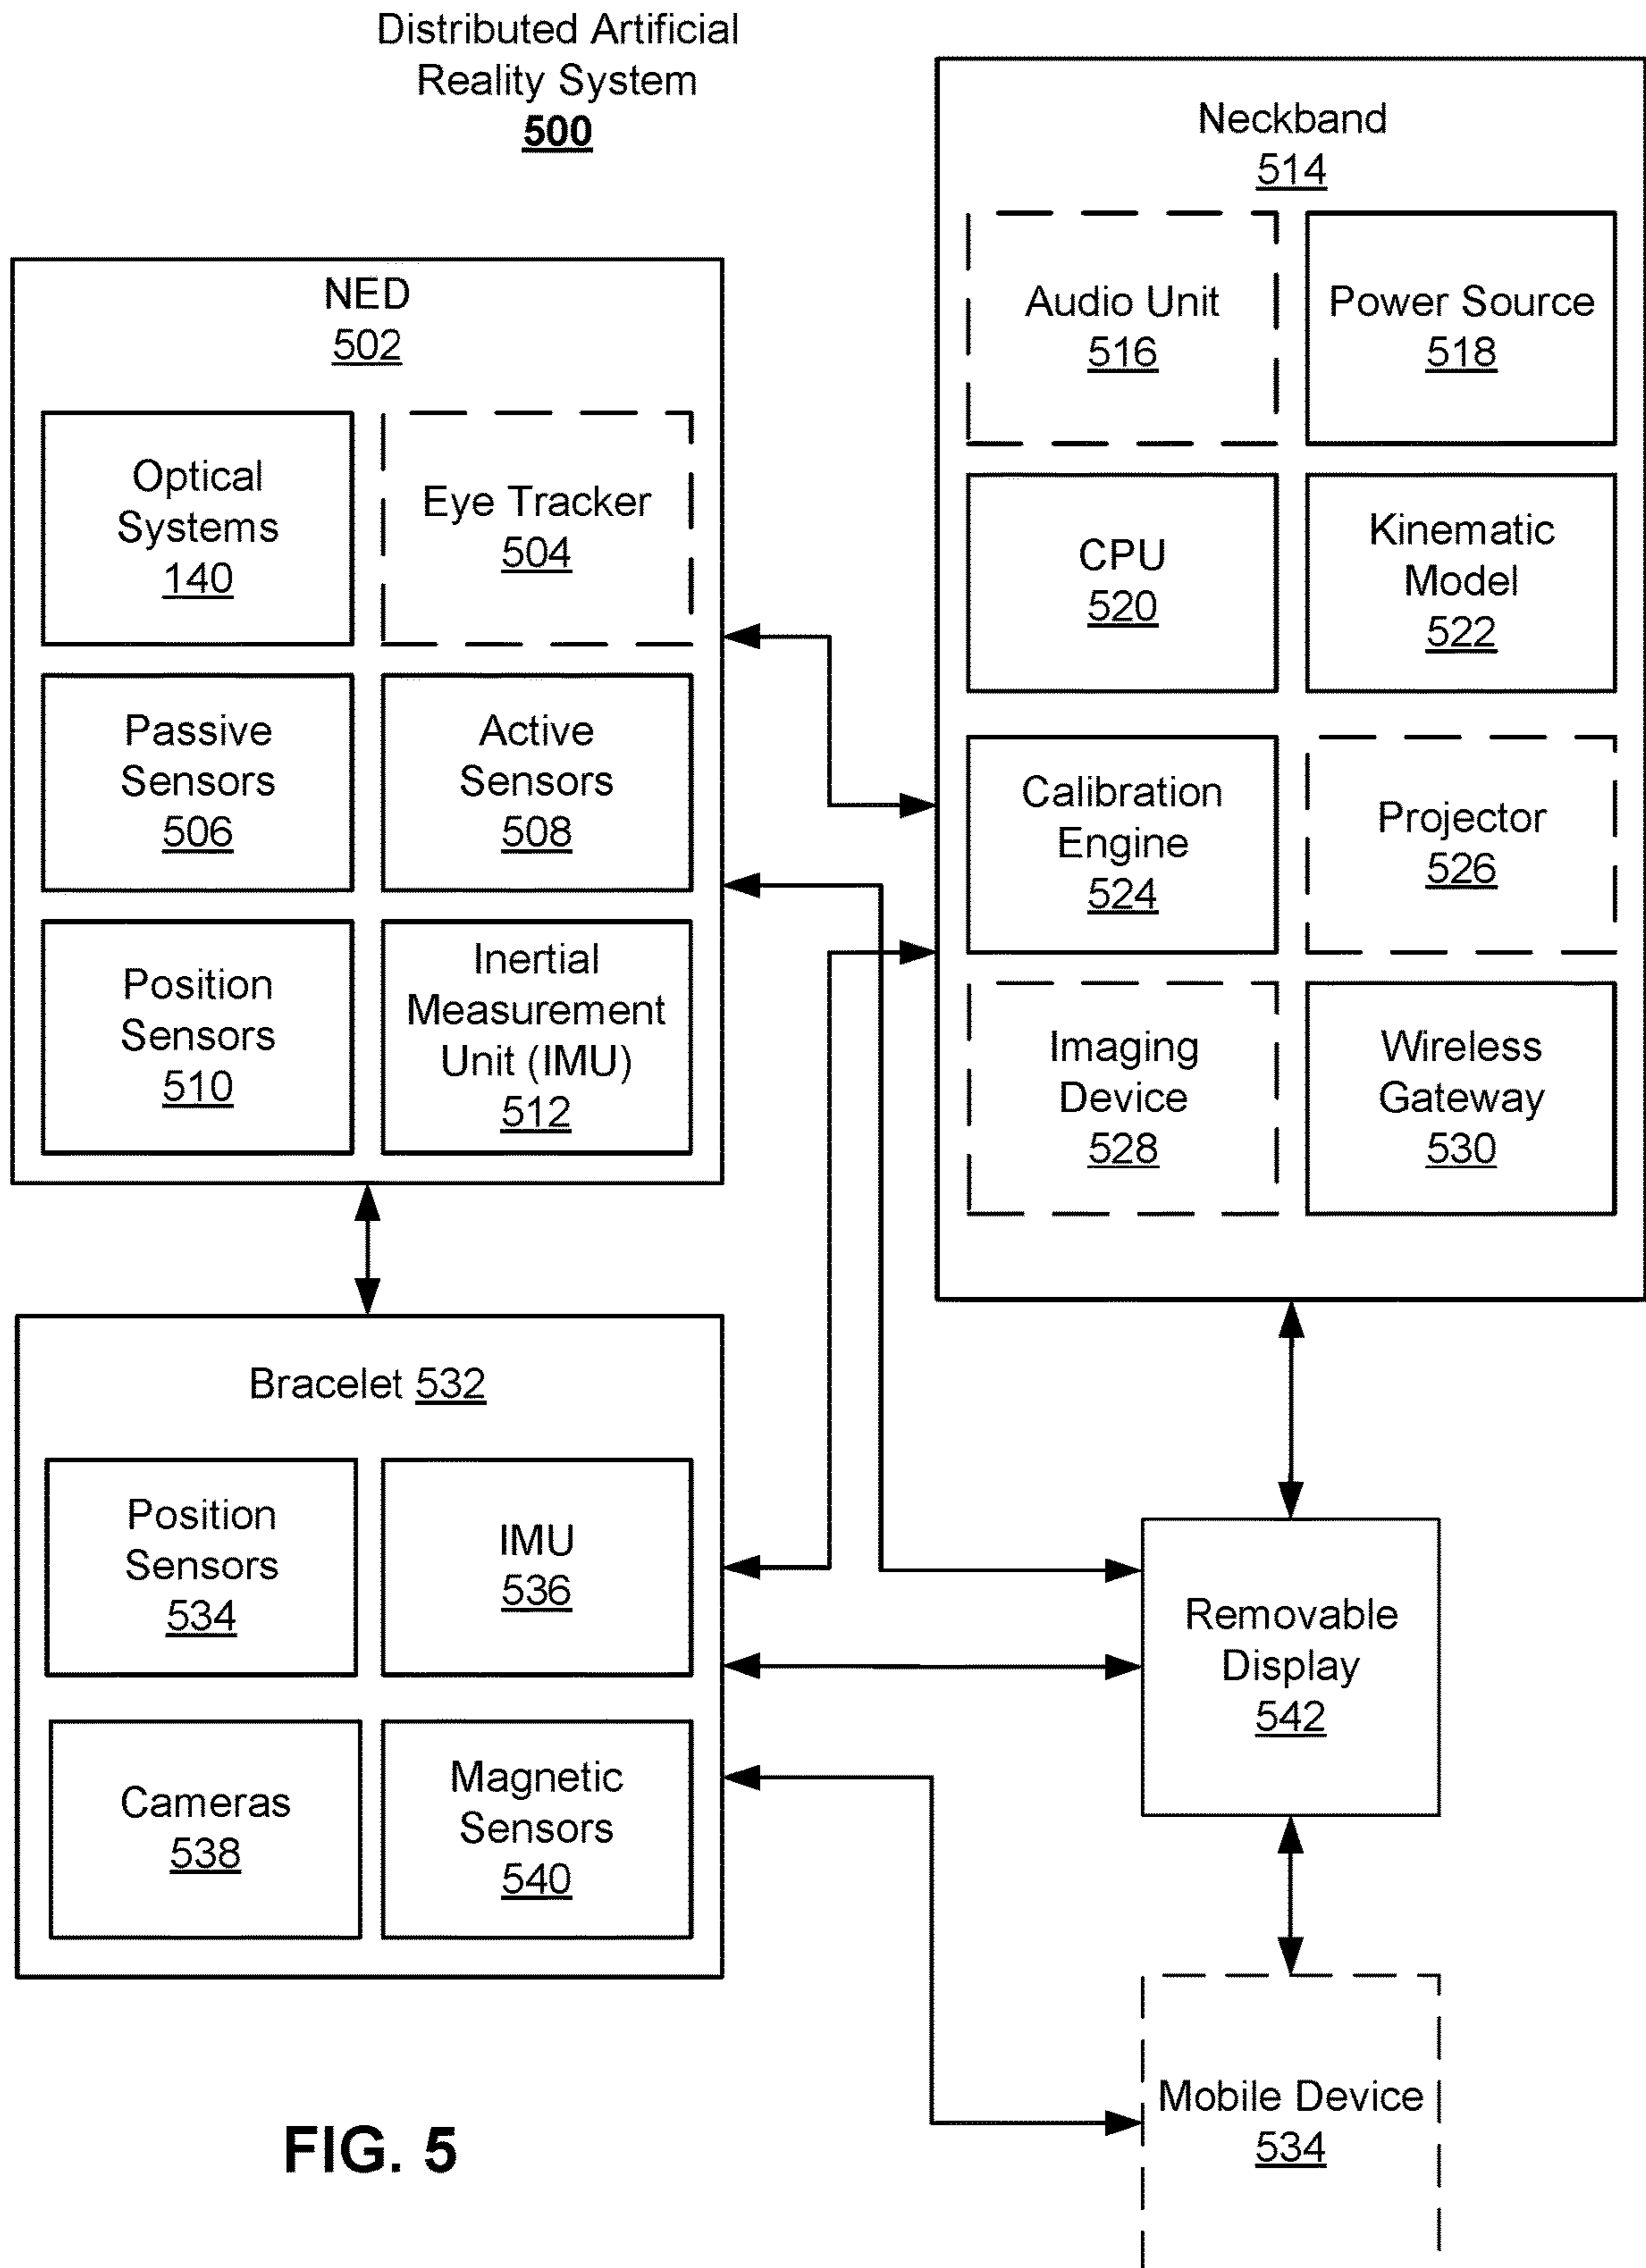 Distributed Artificial
Reality System
500
NED
502
Optical
Systems
140
Eye Tracker
504
Passive
Sensors
506
Active
Sensors
508
Position
Sensors
510
Inertial
Measurement
Unit (IMU)
512
Neckband
514
Audio Unit
516
Power Source
518
CPU
520
Kinematic
Model
522
Calibration
Engine
524
Projector
526
Imaging
Device
528
Wireless
Gateway
530
Bracelet 532
Position
Sensors
534
IMU
536
Cameras
538
Magnetic
Sensors
540
Removable
Display
542
Mobile Device
534
FIG. 5